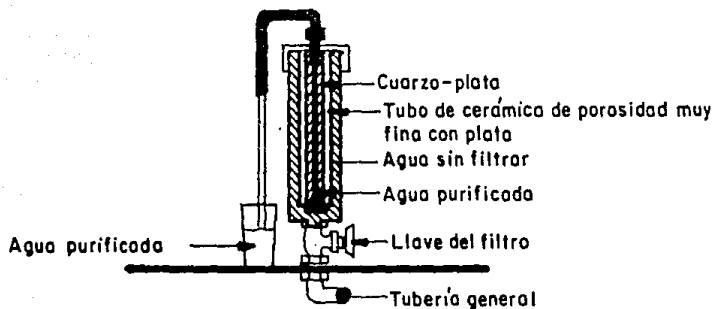 Cuarzo-plata
Tubo de cerámica de porosidad muy
fina con plata
Agua sin filtrar
Agua purificada
Agua purificada
Llave del filtro
Tubería general